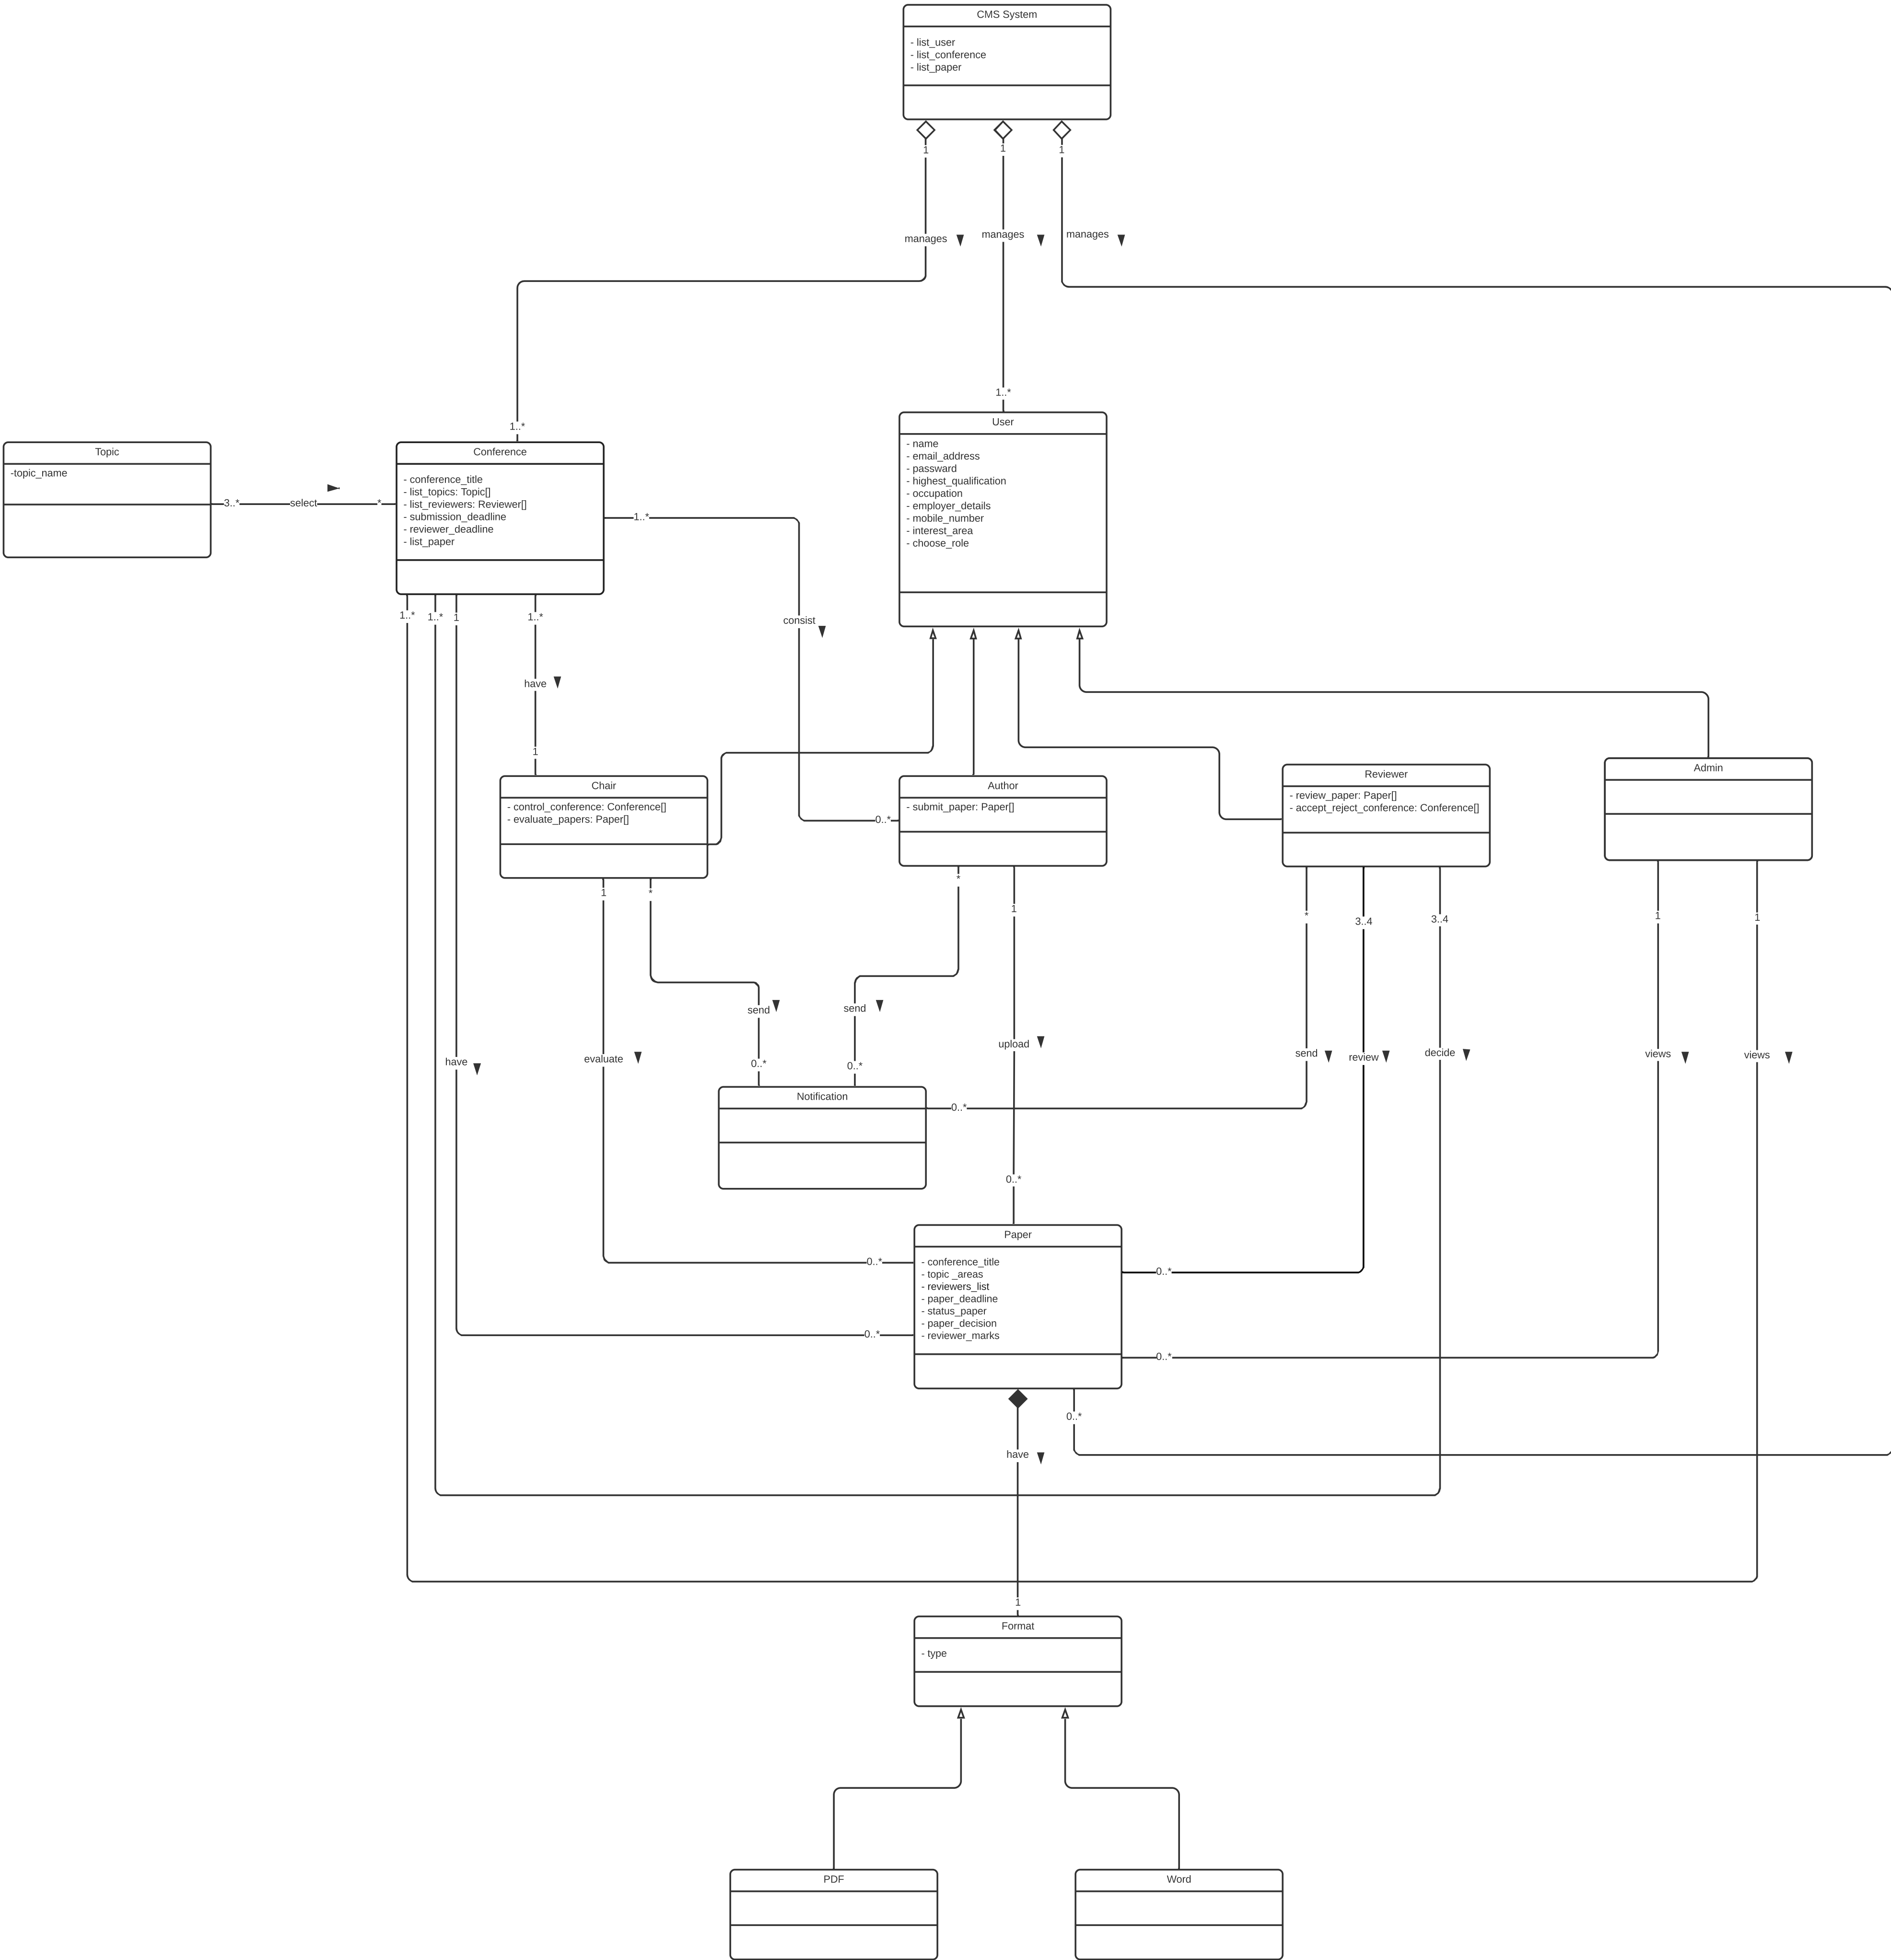 CMS System
- list_user
- list_conference
- list_paper
1
1
1
manages
manages
manages
1..*
1..*
User
- name
- email_address
- passward
- highest_qualification
- occupation
- employer_details
- mobile_number
- interest_area
- choose_role
Topic
-topic_name
3..*
select
*
Conference
- conference_title
- list_topics: Topic[]
- list_reviewers: Reviewer[]
- submission_deadline
- reviewer_deadline
- list_paper
1..*
consist
1..*
1..*
1
1..*
have
1
Chair
- control_conference: Conference[]
- evaluate_papers: Paper[]
0..*
Author
- submit_paper: Paper[]
Reviewer
- review_paper: Paper[]
- accept_reject_conference: Conference[]
Admin
1
*
*
1
*
3..4
3..4
1
1
send
send
upload
have
evaluate
send
review
decide
views
views
0..*
0..*
Notification
0..*
0..*
Paper
- conference_title
- topic _areas
- reviewers_list
- paper_deadline
- status_paper
- paper_decision
- reviewer_marks
0..*
0..*
0..*
0..*
0..*
have
1
Format
- type
PDF
Word